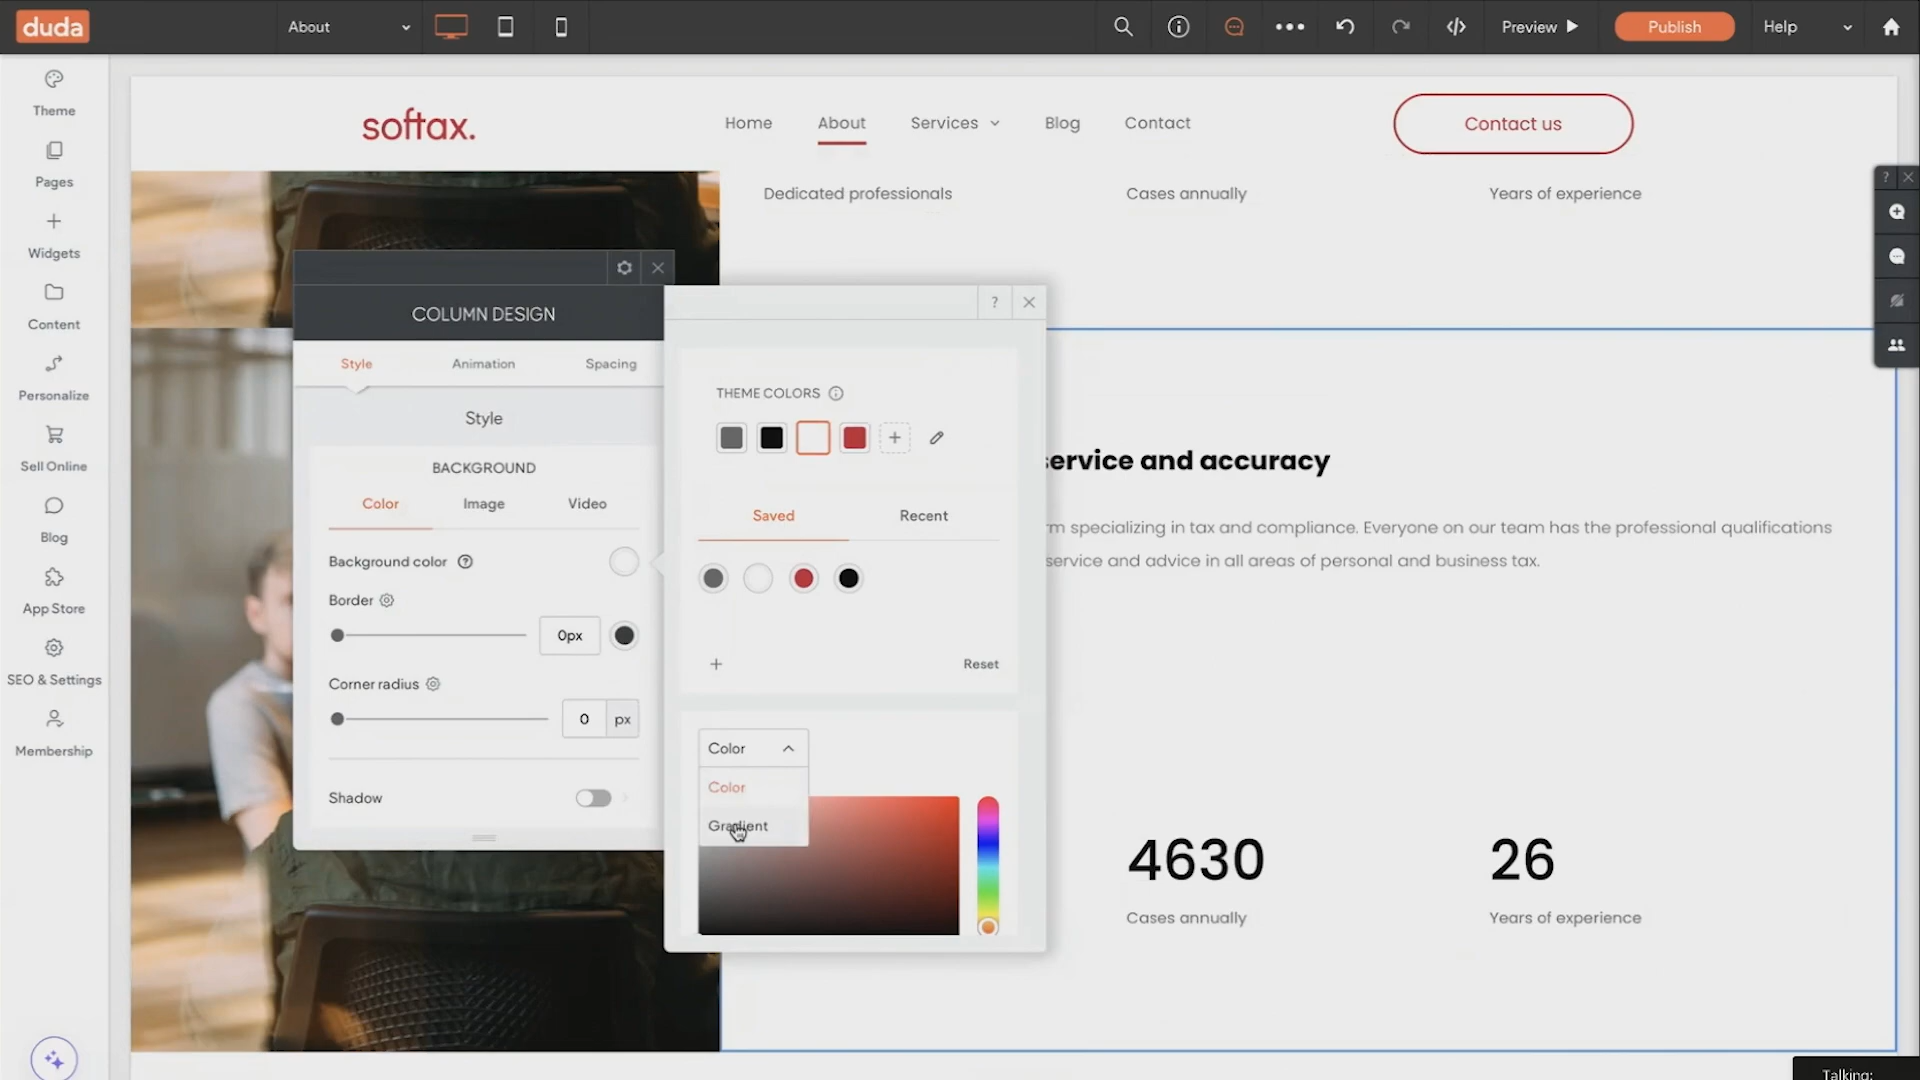 duda
About
Preview
Publish
Help
Theme
Pages
Widgets
Content
Personalize
Sell Online
Blog
App Store
SEO & Settings
Membership
softax.
Home
About
Services
Blog
Contact
Contact us
Dedicated professionals
Cases annually
Years of experience
COLUMN DESIGN
Style
Animation
Spacing
Style
BACKGROUND
Color
Image
Video
Background color
Border
0px
Corner radius
0
px
Shadow
?
THEME COLORS
Saved
Recent
Reset
Color
Color
Gradient
?
service and accuracy
specializing in tax and compliance. Everyone on our team has the professional qualifications
service and advice in all areas of personal and business tax.
4630
26
Cases annually
Years of experience
Talking: